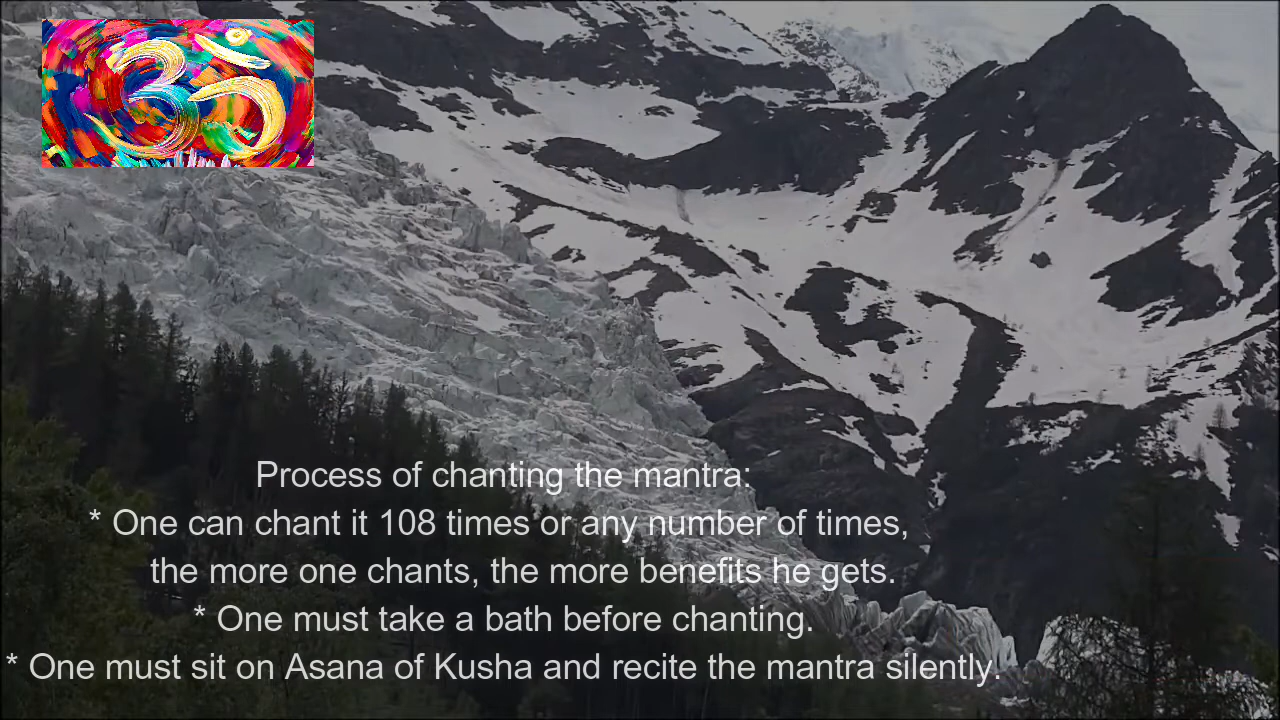 ॐ
Process of chanting the mantra:
* One can chant it 108 times or any number of times,
the more one chants, the more benefits he gets.
* One must take a bath before chanting.
* One must sit on Asana of Kusha and recite the mantra silently.